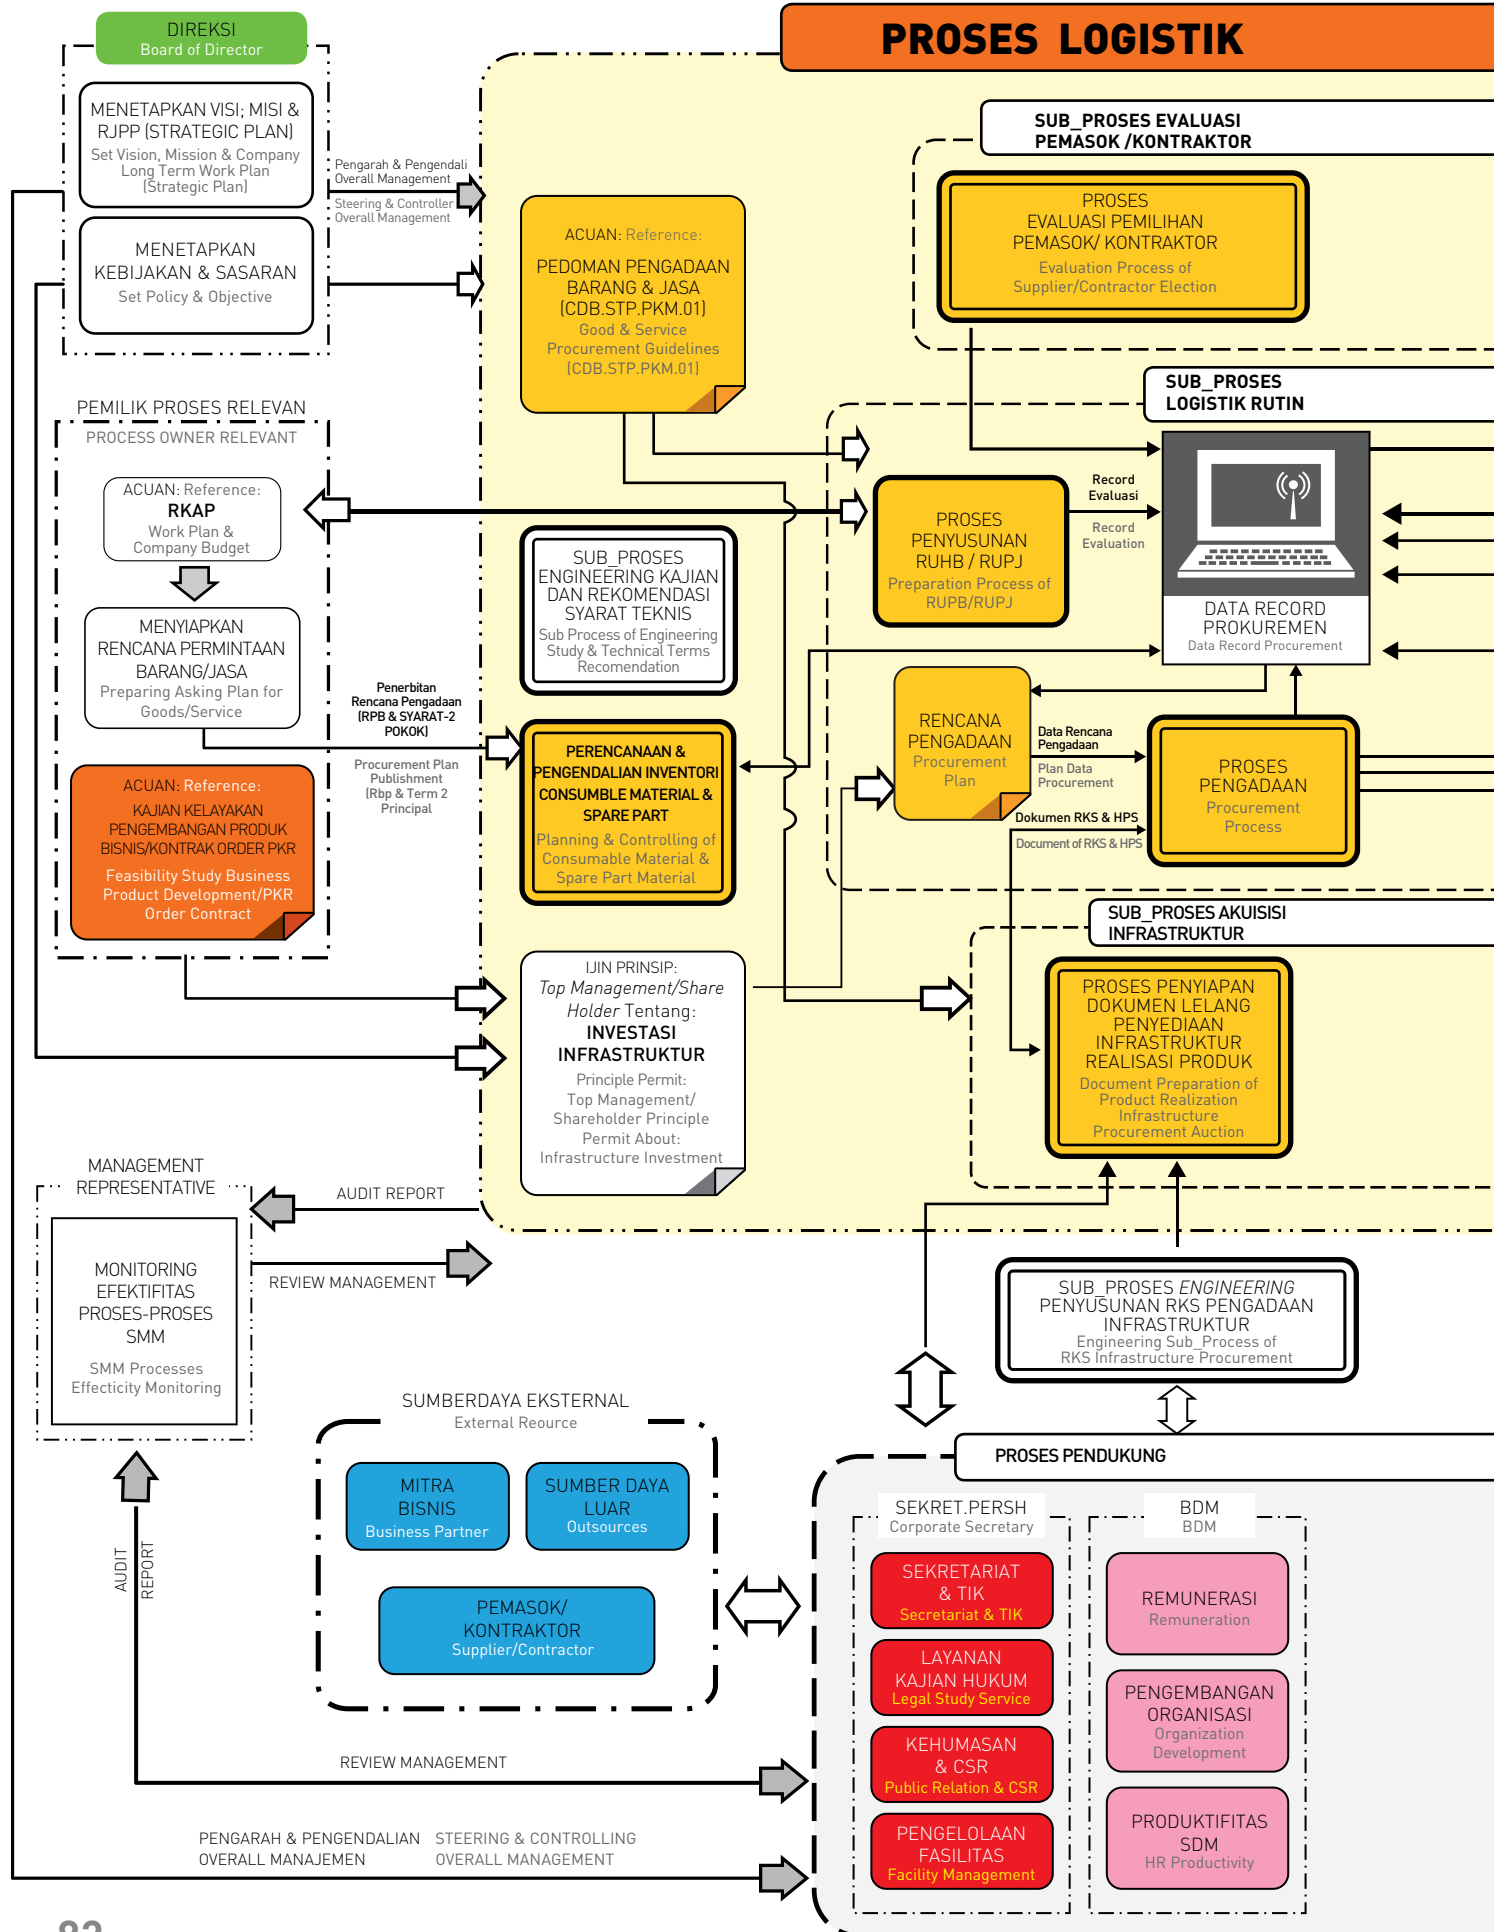 DIREKSI
Board of Director
PROSES LOGISTIK
MENETAPKAN VISI; MISI &
RJPP (STRATEGIC PLAN)
Set Vision, Mission & Company
Long Term Work Plan
(Strategic Plan)
MENETAPKAN
KEBIJAKAN & SASARAN
Set Policy & Objective
Pengarah & Pengendali
Overall Management
Steering & Controller
Overall Management
ACUAN: Reference:
PEDOMAN PENGADAAN
BARANG & JASA
(CDB.STP.PKM.01)
Good & Service
Procurement Guidelines
(CDB.STP.PKM.01)
SUB_PROSES EVALUASI
PEMASOK /KONTRAKTOR
PROSES
EVALUASI PEMILIHAN
PEMASOK/ KONTRAKTOR
Evaluation Process of
Supplier/Contractor Election
SUB_PROSES
LOGISTIK RUTIN
PEMILIK PROSES RELEVAN
PROCESS OWNER RELEVANT
ACUAN: Reference:
RKAP
Work Plan &
Company Budget
MENYIAPKAN
RENCANA PERMINTAAN
BARANG/JASA
Preparing Asking Plan for
Goods/Service
ACUAN: Reference:
KAJIAN KELAYAKAN
PENGEMBANGAN PRODUK
BISNIS/KONTRAK ORDER PKR
Feasibility Study Business
Product Development/PKR
Order Contract
Penerbitan
Rencana Pengadaan
(RPB & SYARAT-2
POKOK)
Procurement Plan
Publishment
(Rbp & Term 2
Principal
SUB_PROSES
ENGINEERING KAJIAN
DAN REKOMENDASI
SYARAT TEKNIS
Sub Process of Engineering
Study & Technical Terms
Recomendation
PERENCANAAN &
PENGENDALIAN INVENTORI
CONSUMBLE MATERIAL &
SPARE PART
Planning & Controlling of
Consumable Material &
Spare Part Material
PROSES
PENYUSUNAN
RUHB / RUPJ
Preparation Process of
RUPB/RUPJ
Record
Evaluasi
Record
Evaluation
DATA RECORD
PROKUREMEN
Data Record Procurement
RENCANA
PENGADAAN
Procurement
Plan
Data Rencana
Pengadaan
Plan Data
Procurement
PROSES
PENGADAAN
Procurement
Process
Dokumen RKS & HPS
Document of RKS & HPS
SUB_PROSES AKUISISI
INFRASTRUKTUR
IJIN PRINSIP:
Top Management/Share
Holder Tentang:
INVESTASI
INFRASTRUKTUR
Principle Permit:
Top Management/
Shareholder Principle
Permit About:
Infrastructure Investment
PROSES PENYIAPAN
DOKUMEN LELANG
PENYEDIAAN
INFRASTRUKTUR
REALISASI PRODUK
Document Preparation of
Product Realization
Infrastructure
Procurement Auction
MANAGEMENT
REPRESENTATIVE
AUDIT REPORT
REVIEW MANAGEMENT
MONITORING
EFEKTIFITAS
PROSES-PROSES
SMM
SMM Processes
Effecticity Monitoring
SUB_PROSES ENGINEERING
PENYUSUNAN RKS PENGADAAN
INFRASTRUKTUR
Engineering Sub_Process of
RKS Infrastructure Procurement
SUMBERDAYA EKSTERNAL
External Reource
MITRA
BISNIS
Business Partner
SUMBER DAYA
LUAR
Outsources
PEMASOK/
KONTRAKTOR
Supplier/Contractor
AUDIT
REPORT
REVIEW MANAGEMENT
PENGARAH & PENGENDALIAN
OVERALL MANAJEMEN
STEERING & CONTROLLING
OVERALL MANAGEMENT
PROSES PENDUKUNG
SEKRET.PERSH
Corporate Secretary
SEKRETARIAT
& TIK
Secretariat & TIK
LAYANAN
KAJIAN HUKUM
Legal Study Service
KEHUMASAN
& CSR
Public Relation & CSR
PENGELOLAAN
FASILITAS
Facility Management
BDM
BDM
REMUNERASI
Remuneration
PENGEMBANGAN
ORGANISASI
Organization
Development
PRODUKTIFITAS
SDM
HR Productivity